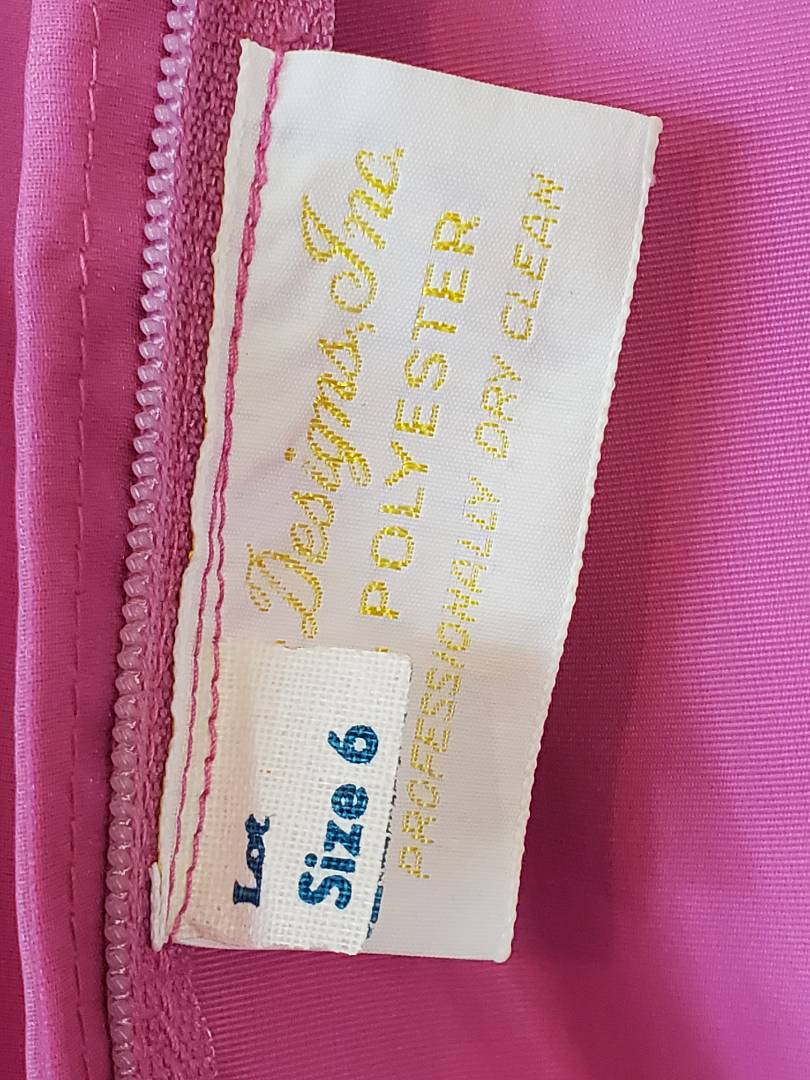 Designs, Inc.
POLYESTER
PROFESSIONALLY DRY CLEAN
Lot
Size 6